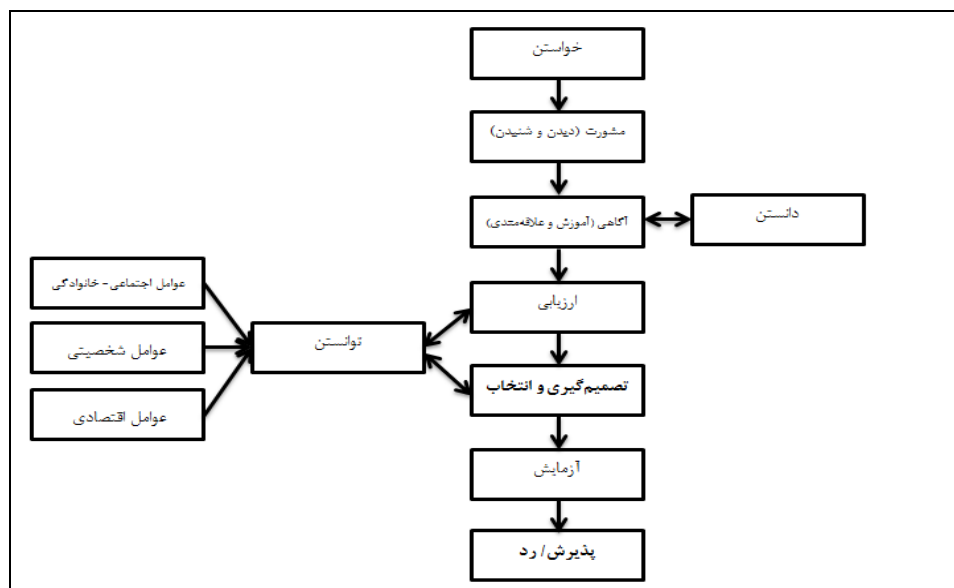 خواستن
مشورت (دیدن و شنیدن)
آگاهی (آموزش و علاقه‌مندی)
دانستن
ارزیابی
عوامل اجتماعی - خانوادگی
عوامل شخصیتی
عوامل اقتصادی
توانستن
تصمیم‌گیری و انتخاب
آزمایش
پذیرش/ رد